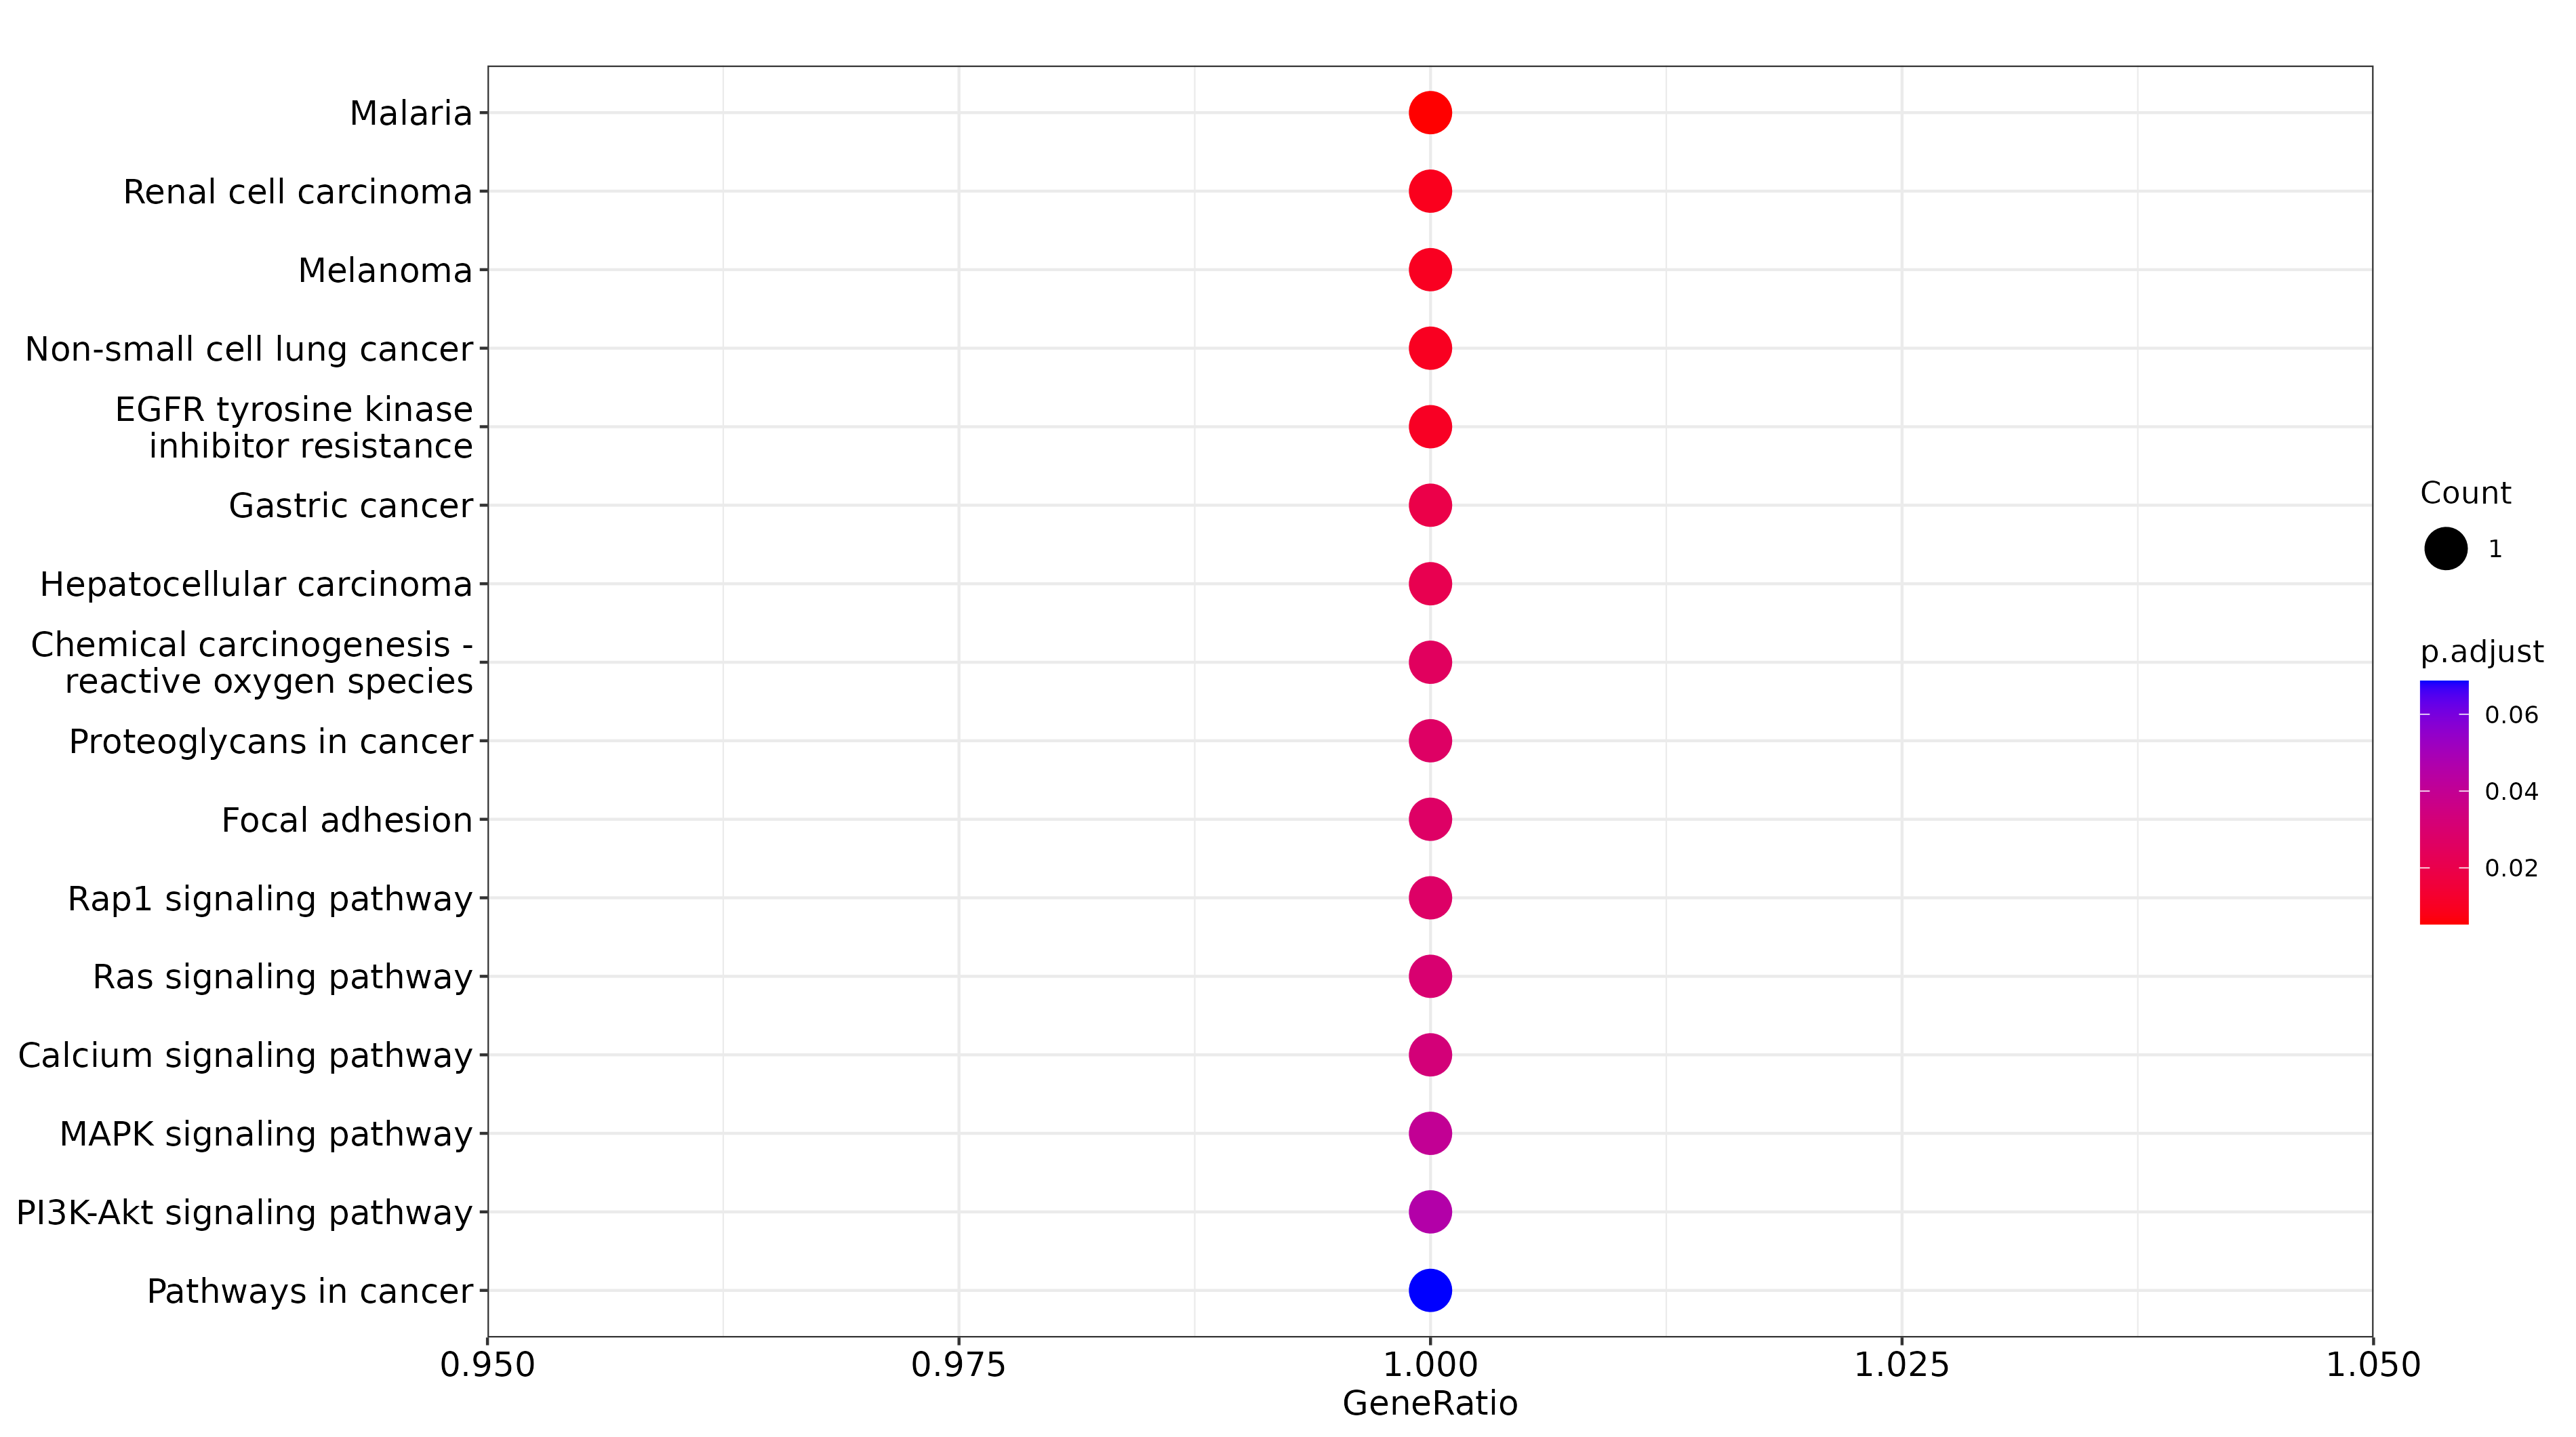 Malaria
Renal cell carcinoma
Melanoma
Non-small cell lung cancer
EGFR tyrosine kinase
inhibitor resistance
Gastric cancer
Hepatocellular carcinoma
Chemical carcinogenesis -
reactive oxygen species
Proteoglycans in cancer
Focal adhesion
Rap1 signaling pathway
Ras signaling pathway
Calcium signaling pathway
MAPK signaling pathway
PI3K-Akt signaling pathway
Pathways in cancer
0.950 0.975 1.000 1.025 1.050
GeneRatio
Count
1
p.adjust
0.06
0.04
0.02